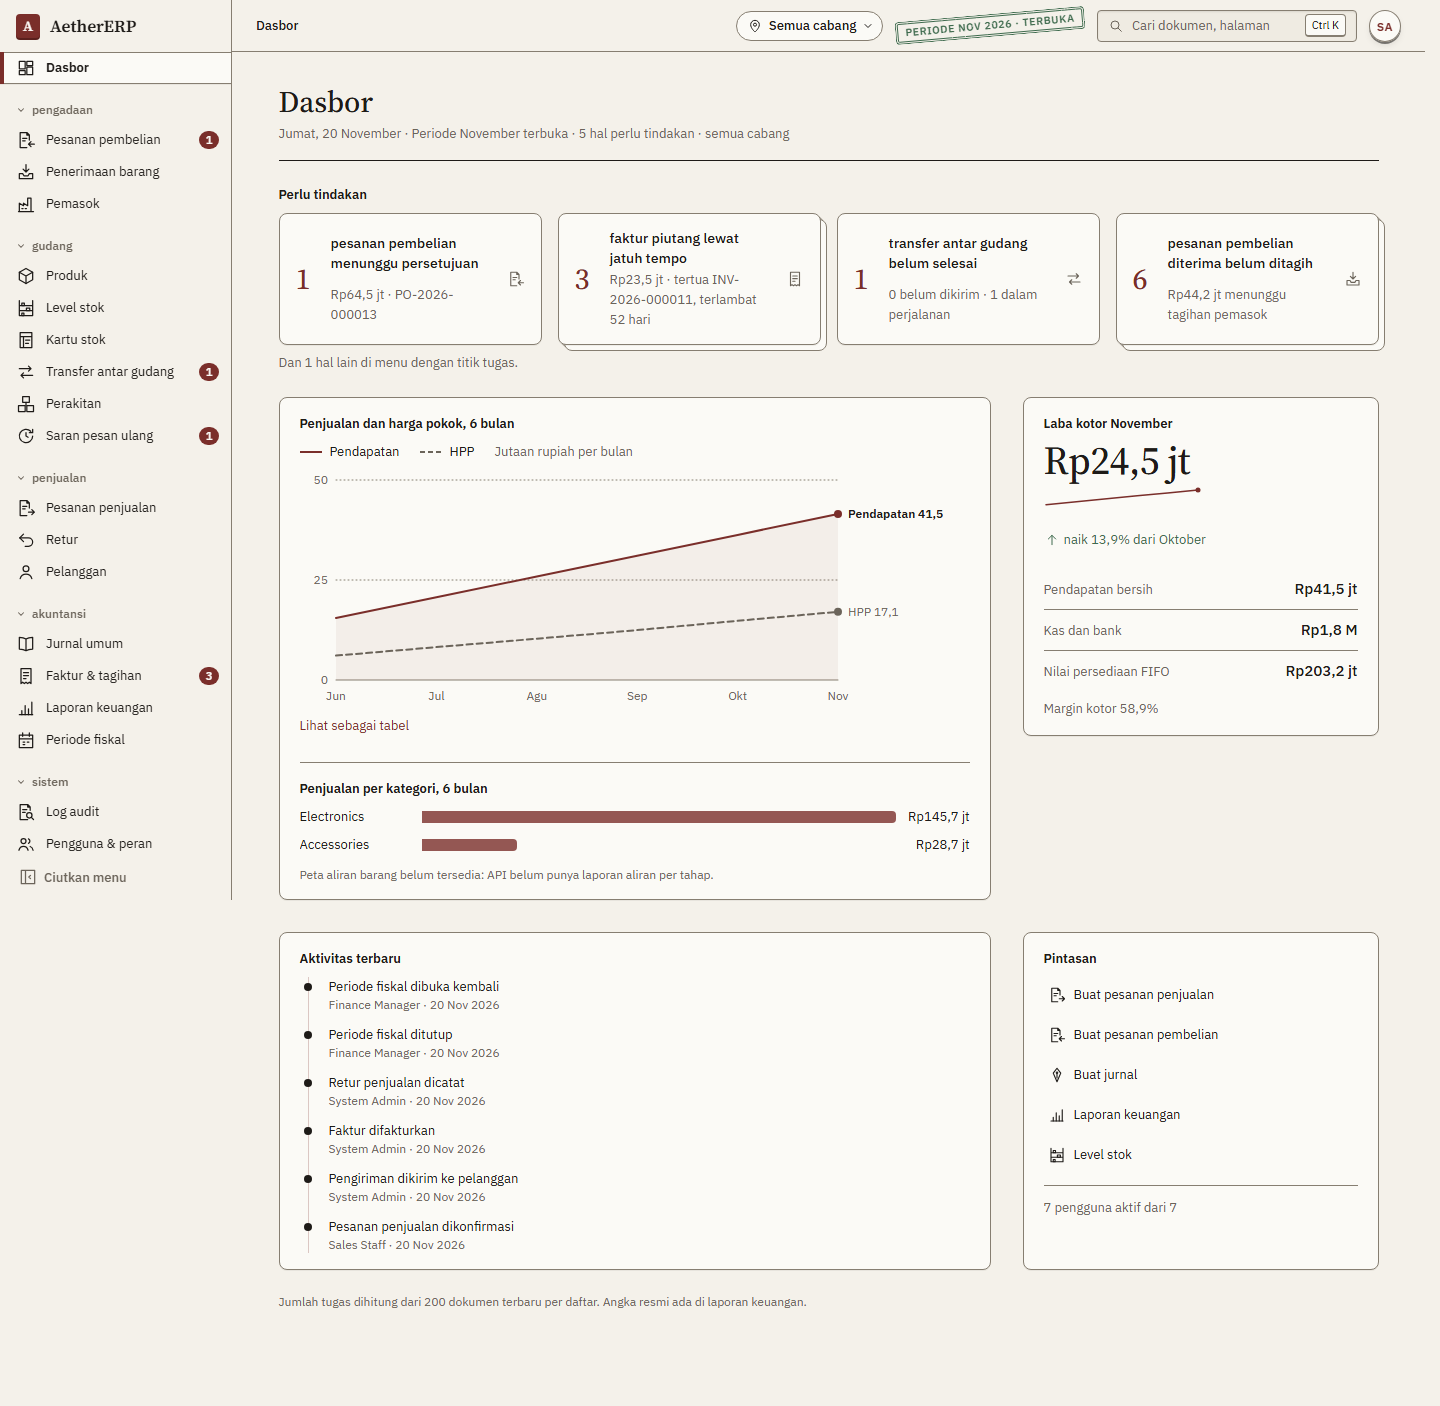 A AetherERP
Dasbor
Semua cabang
PERIODE NOV 2026 · TERBUKA
Cari dokumen, halaman
Ctrl K
SA
Dasbor
pengadaan
Pesanan pembelian 1
Penerimaan barang
Pemasok
gudang
Produk
Level stok
Kartu stok
Transfer antar gudang 1
Perakitan
Saran pesan ulang 1
penjualan
Pesanan penjualan
Retur
Pelanggan
akuntansi
Jurnal umum
Faktur & tagihan 3
Laporan keuangan
Periode fiskal
sistem
Log audit
Pengguna & peran
Ciutkan menu
Dasbor
Jumat, 20 November · Periode November terbuka · 5 hal perlu tindakan · semua cabang
Perlu tindakan
1
pesanan pembelian
menunggu persetujuan
Rp64,5 jt · PO-2026-
000013
3
faktur piutang lewat
jatuh tempo
Rp23,5 jt · tertua INV-
2026-000011, terlambat
52 hari
1
transfer antar gudang
belum selesai
0 belum dikirim · 1 dalam
perjalanan
6
pesanan pembelian
diterima belum ditagih
Rp44,2 jt menunggu
tagihan pemasok
Dan 1 hal lain di menu dengan titik tugas.
Penjualan dan harga pokok, 6 bulan
Pendapatan HPP Jutaan rupiah per bulan
50
Pendapatan 41,5
25
HPP 17,1
0
Jun Jul Agu Sep Okt Nov
Lihat sebagai tabel
Penjualan per kategori, 6 bulan
Electronics Rp145,7 jt
Accessories Rp28,7 jt
Peta aliran barang belum tersedia: API belum punya laporan aliran per tahap.
Laba kotor November
Rp24,5 jt
naik 13,9% dari Oktober
Pendapatan bersih Rp41,5 jt
Kas dan bank Rp1,8 M
Nilai persediaan FIFO Rp203,2 jt
Margin kotor 58,9%
Aktivitas terbaru
Periode fiskal dibuka kembali
Finance Manager · 20 Nov 2026
Periode fiskal ditutup
Finance Manager · 20 Nov 2026
Retur penjualan dicatat
System Admin · 20 Nov 2026
Faktur difakturkan
System Admin · 20 Nov 2026
Pengiriman dikirim ke pelanggan
System Admin · 20 Nov 2026
Pesanan penjualan dikonfirmasi
Sales Staff · 20 Nov 2026
Pintasan
Buat pesanan penjualan
Buat pesanan pembelian
Buat jurnal
Laporan keuangan
Level stok
7 pengguna aktif dari 7
Jumlah tugas dihitung dari 200 dokumen terbaru per daftar. Angka resmi ada di laporan keuangan.